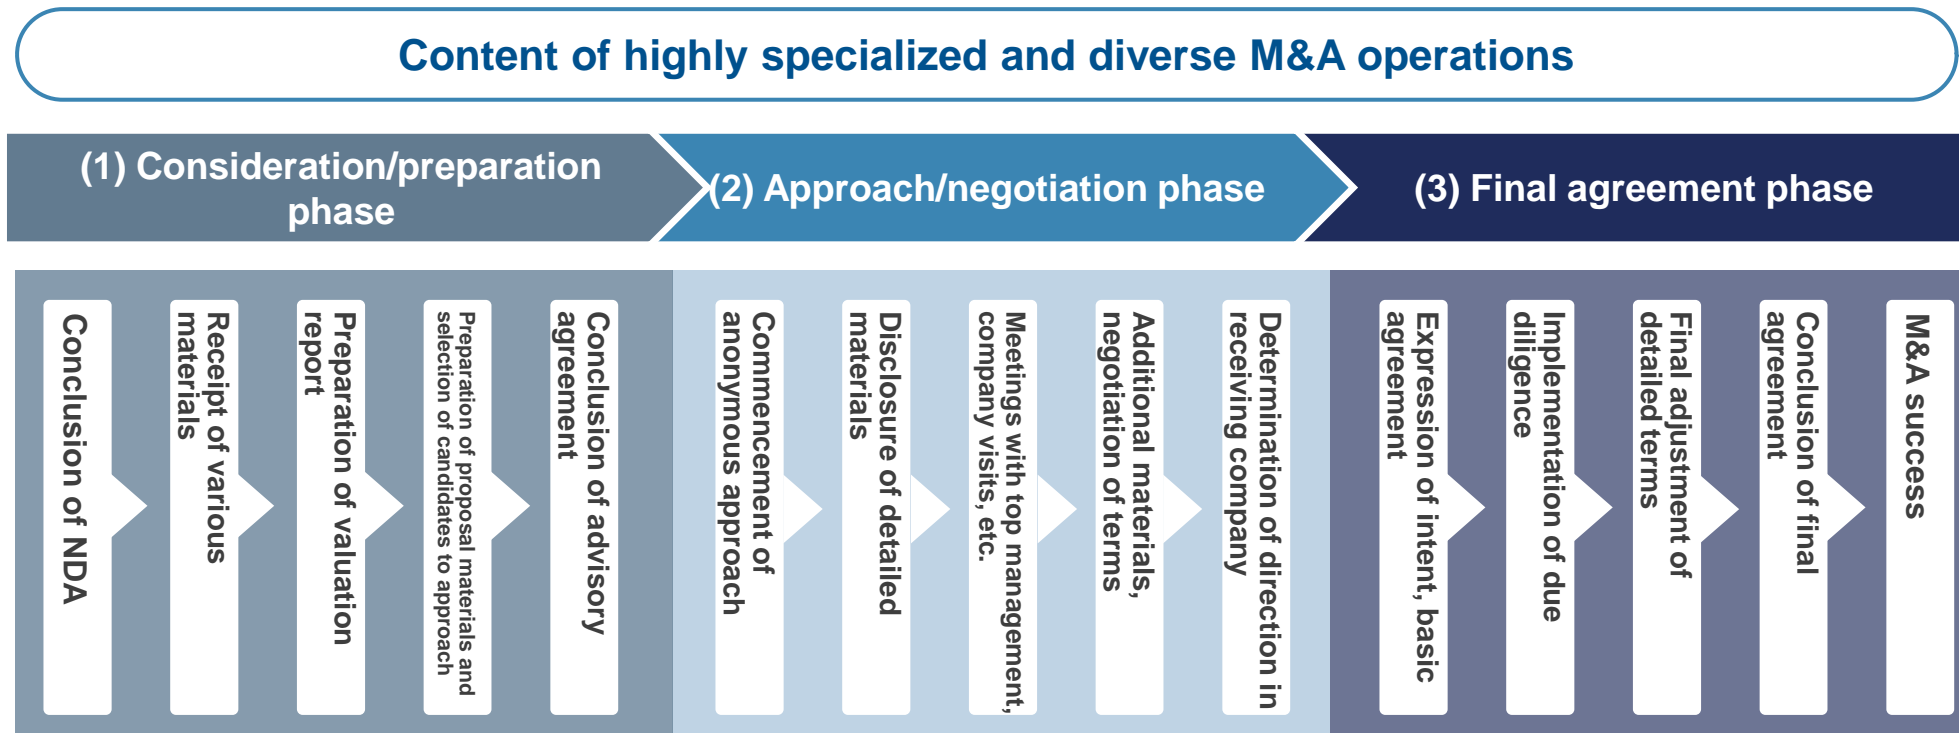 Content of highly specialized and diverse M&A operations
(1) Consideration/preparation
phase
(2) Approach/negotiation phase
(3) Final agreement phase
Conclusion of NDA
Receipt of various
materials
Preparation of valuation
report
Preparation of proposal materials and
selection of candidates to approach
Conclusion of advisory
agreement
Commencement of
anonymous approach
Disclosure of detailed
materials
Meetings with top management,
company visits, etc.
Additional materials,
negotiation of terms
Determination of direction in
receiving company
Expression of intent, basic
agreement
Implementation of due
diligence
Final adjustment of
detailed terms
Conclusion of final
agreement
M&A success